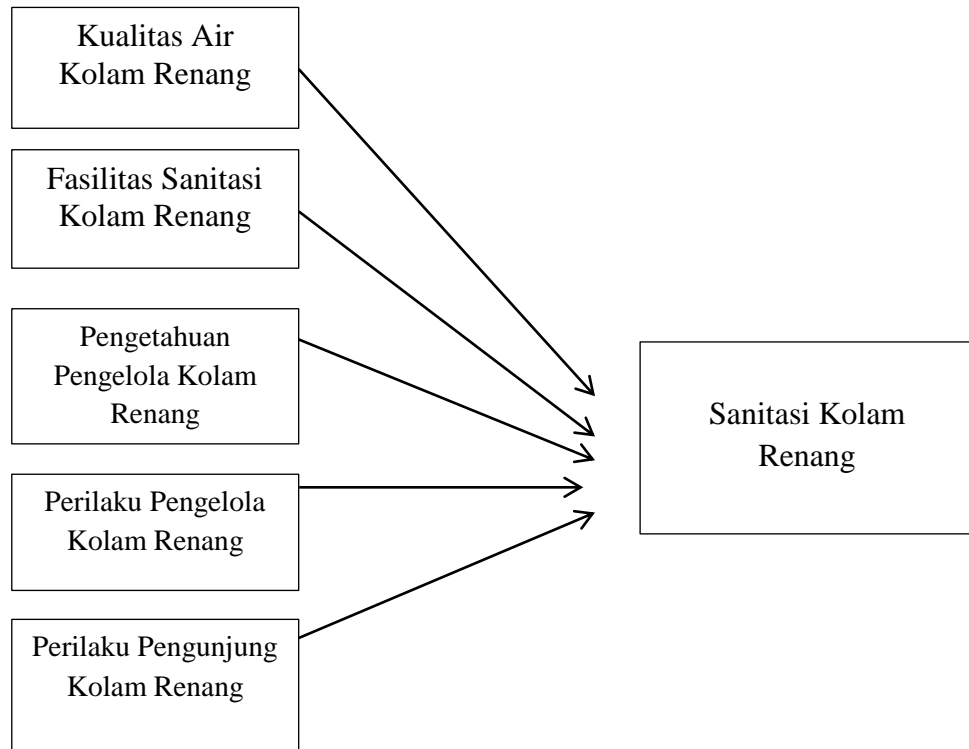 Kualitas Air
Kolam Renang
Fasilitas Sanitasi
Kolam Renang
Pengetahuan
Pengelola Kolam
Renang
Perilaku Pengelola
Kolam Renang
Perilaku Pengunjung
Kolam Renang
Sanitasi Kolam
Renang